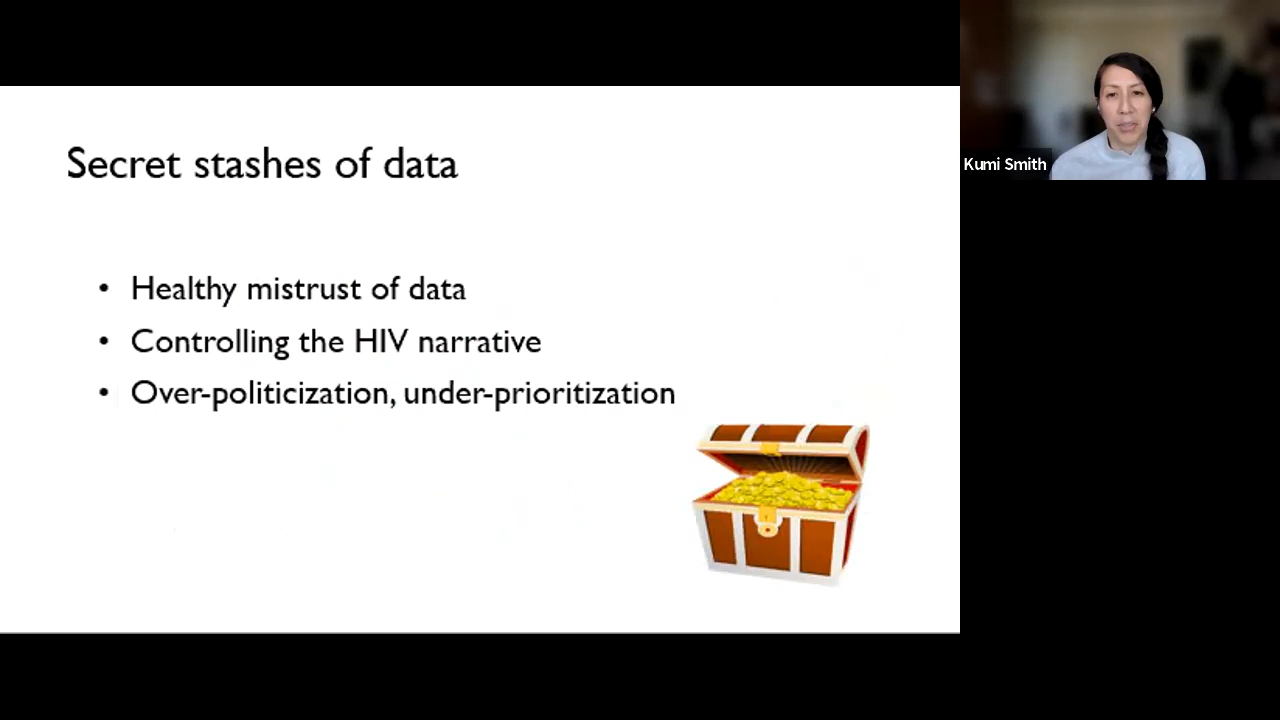 Secret stashes of data
• Healthy mistrust of data
• Controlling the HIV narrative
• Over-politicization, under-prioritization
Kumi Smith